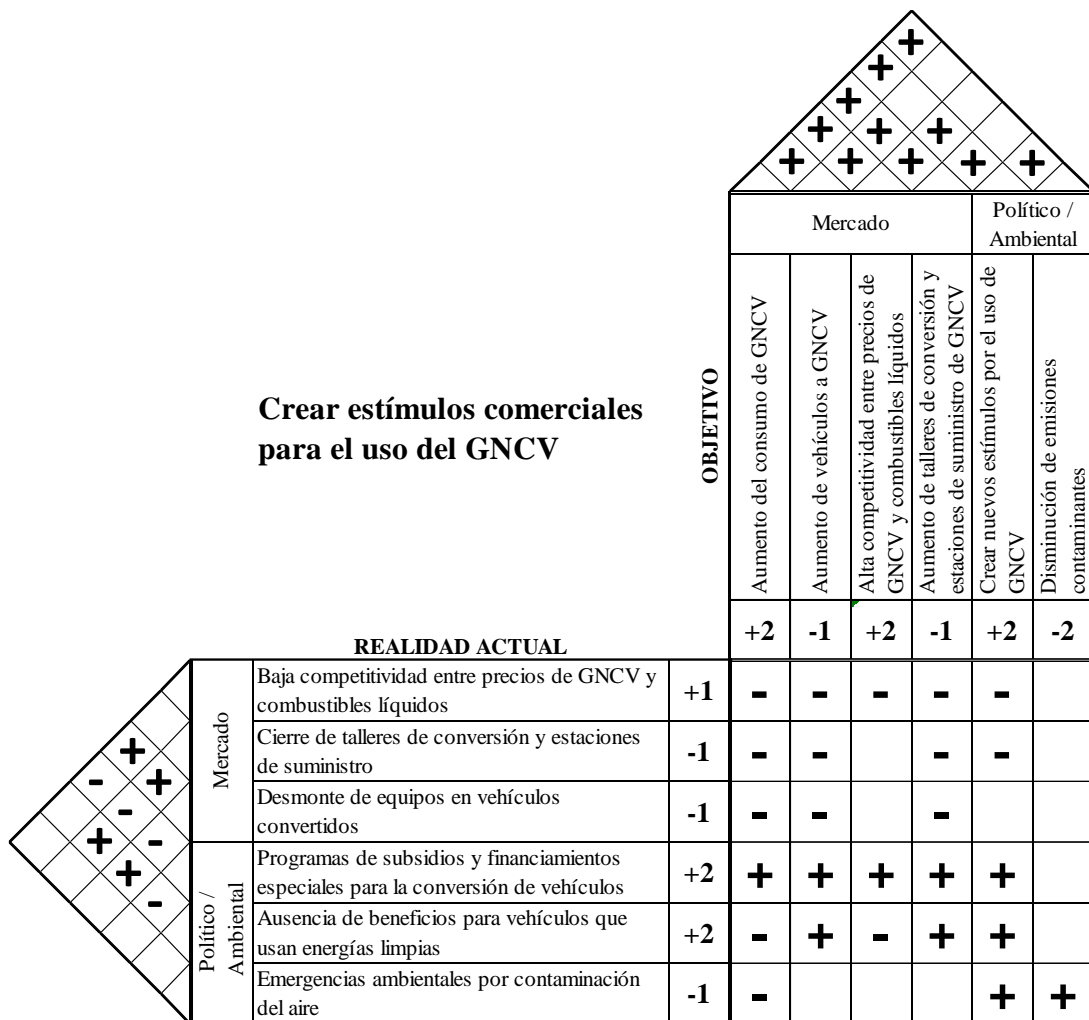 +
+
+
+ + +
+ + + + +
Mercado
Político /
Ambiental
Crear estímulos comerciales
para el uso del GNCV
OBJETIVO
Aumento del consumo de GNCV
Aumento de vehículos a GNCV
Alta competitividad entre precios de
GNCV y combustibles líquidos
Aumento de talleres de conversión y
estaciones de suministro de GNCV
Crear nuevos estímulos por el uso de
GNCV
Disminución de emisiones
contaminantes
REALIDAD ACTUAL
+2 -1 +2 -1 +2 -2
Mercado
Baja competitividad entre precios de GNCV y
combustibles líquidos
+1
- - - - -
Cierre de talleres de conversión y estaciones
de suministro
-1
- - - -
Desmonte de equipos en vehículos
convertidos
-1
- - -
Político /
Ambiental
Programas de subsidios y financiamientos
especiales para la conversión de vehículos
+2
+ + + + +
Ausencia de beneficios para vehículos que
usan energías limpias
+2
- + - + +
Emergencias ambientales por contaminación
del aire
-1
- + +
+
- +
-
+ -
+
-